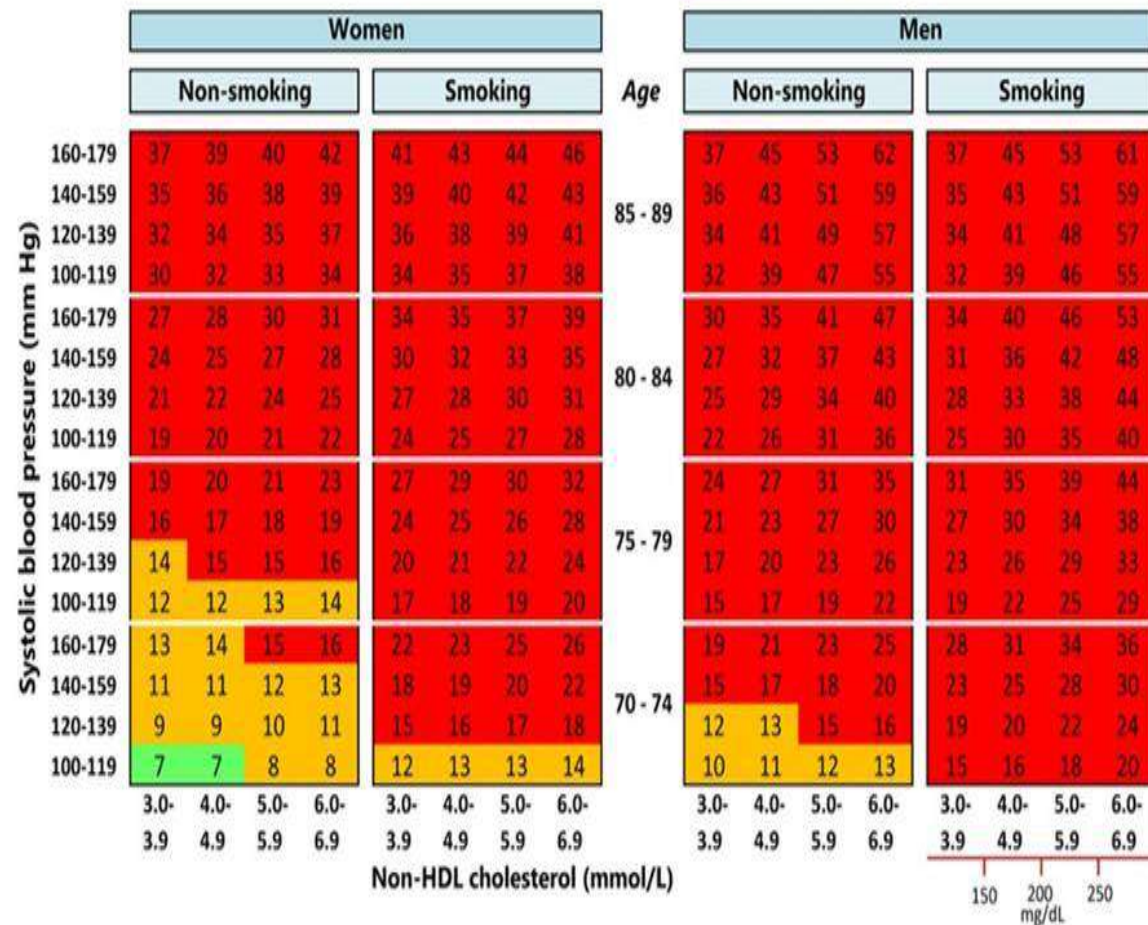 Women Men
Non-smoking Smoking Age Non-smoking Smoking
Systolic blood pressure (mm Hg)
160-179 37 39 40 42 41 43 44 46 37 45 53 62 37 45 53 61
140-159 35 36 38 39 39 40 42 43 36 43 51 59 35 43 51 59
85 - 89
120-139 32 34 35 37 36 38 39 41 34 41 49 57 34 41 48 57
100-119 30 32 33 34 34 35 37 38 32 39 47 55 32 39 46 55
160-179 27 28 30 31 34 35 37 39 30 35 41 47 34 40 46 53
140-159 24 25 27 28 30 32 33 35 27 32 37 43 31 36 42 48
80 - 84
120-139 21 22 24 25 27 28 30 31 25 29 34 40 28 33 38 44
100-119 19 20 21 22 24 25 27 28 22 26 31 36 25 30 35 40
160-179 19 20 21 23 27 29 30 32 24 27 31 35 31 35 39 44
140-159 16 17 18 19 24 25 26 28 21 23 27 30 27 30 34 38
75 - 79
120-139 14 15 15 16 20 21 22 24 17 20 23 26 23 26 29 33
100-119 12 12 13 14 17 18 19 20 15 17 19 22 19 22 25 29
160-179 13 14 15 16 22 23 25 26 19 21 23 25 28 31 34 36
140-159 11 11 12 13 18 19 20 22 15 17 18 20 23 25 28 30
70 - 74
120-139 9 9 10 11 15 16 17 18 12 13 15 16 19 20 22 24
100-119 7 7 8 8 12 13 13 14 10 11 12 13 15 16 18 20
3.0- 4.0- 5.0- 6.0- 3.0- 4.0- 5.0- 6.0- 3.0- 4.0- 5.0- 6.0- 3.0- 4.0- 5.0- 6.0-
3.9 4.9 5.9 6.9 3.9 4.9 5.9 6.9 3.9 4.9 5.9 6.9 3.9 4.9 5.9 6.9
Non-HDL cholesterol (mmol/L)
150 200 250
mg/dL